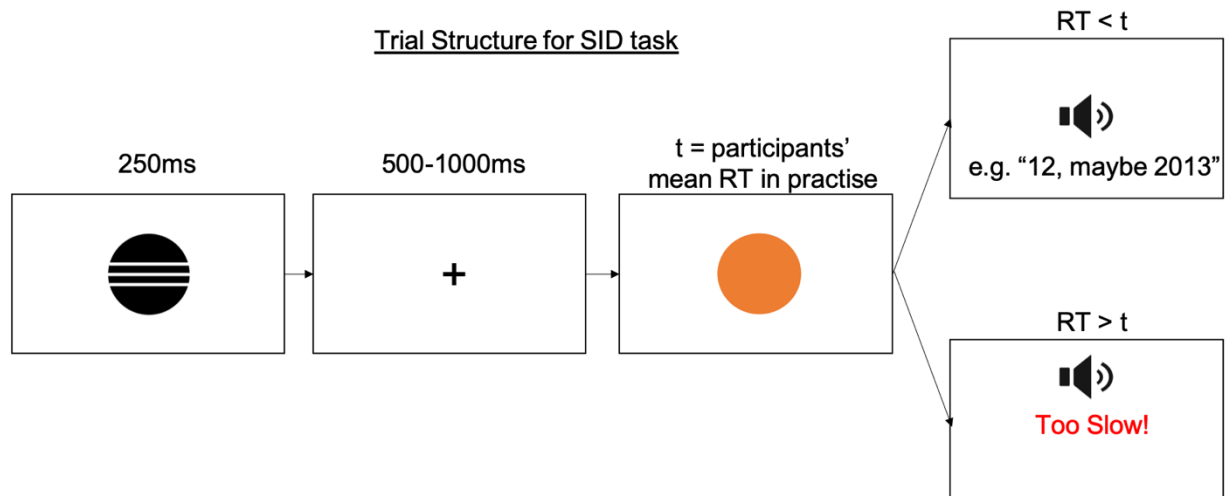 Trial Structure for SID task
250ms
500-1000ms
t = participants'
mean RT in practise
+
RT < t
e.g. “12, maybe 2013”
RT > t
Too Slow!